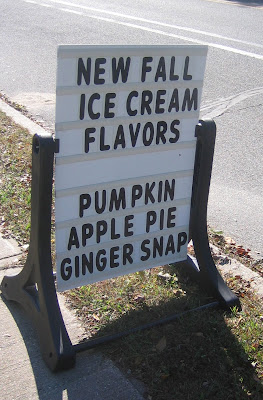 NEW FALL
ICE CREAM
FLAVORS
PUMPKIN
APPLE PIE
GINGER SNAP